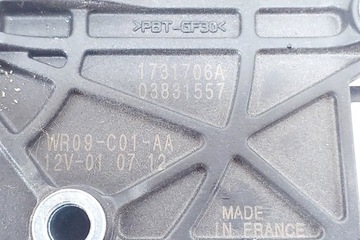 >PBT-GF30<
1731706A
03831557
WR09-C01-AA
12V-01 07 12
MADE
IN FRANCE